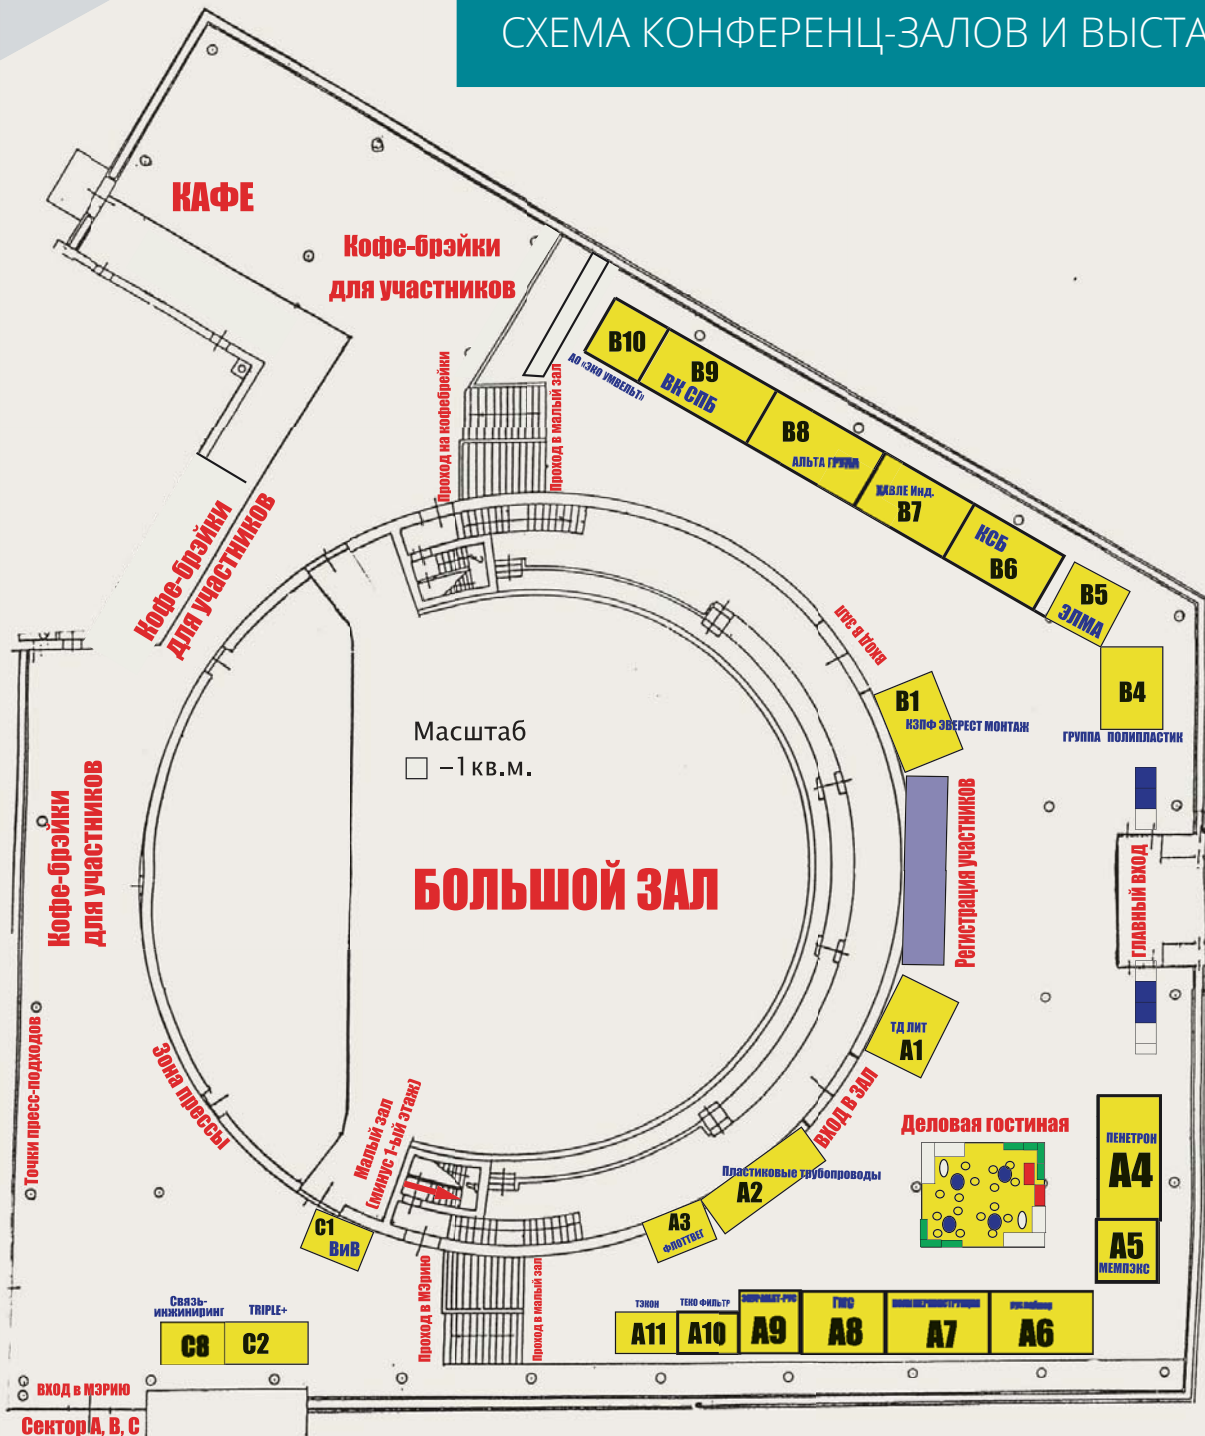 СХЕМА КОНФЕРЕНЦ-ЗАЛОВ И ВЫСТА
КАФЕ
Кофе-брэйки
для участников
Проход на кофебрейки
Проход в малый зал
B10
АО «ЭКО УМВЕЛЬТ»
B9
ВК СПБ
B8
АЛЬТА ГРУПП
ХАВЛЕ Инд.
B7
КСБ
B6
B5
ЭЛМА
B4
ГРУППА ПОЛИПЛАСТИК
Кофе-брэйки
для участников
ВХОД В ЗАЛ
B1
КЗПФ ЭВЕРЕСТ МОНТАЖ
Масштаб
–1кв.м.
БОЛЬШОЙ ЗАЛ
Регистрация участников
ГЛАВНЫЙ ВХОД
Кофе-брэйки
для участников
Точки пресс-подходов
Зона прессы
Малый зал
(минус 1-ый этаж)
ТД ЛИТ
A1
ВХОД В ЗАЛ
Деловая гостиная
Пластиковые трубопроводы
A2
A3
ФЛОТТВЕГ
ПЕНЕТРОН
A4
A5
МЕМПЭКС
C1
ВиВ
Связь-
инжиниринг
C8
TRIPLE+
C2
Проход в МЭрию
Проход в малый зал
ТЭКОН
A11
ТЕКО ФИЛЬТР
A10
A9
ГМС
A8
A7
A6
ВХОД в МЭРИЮ
Сектор А, В, С